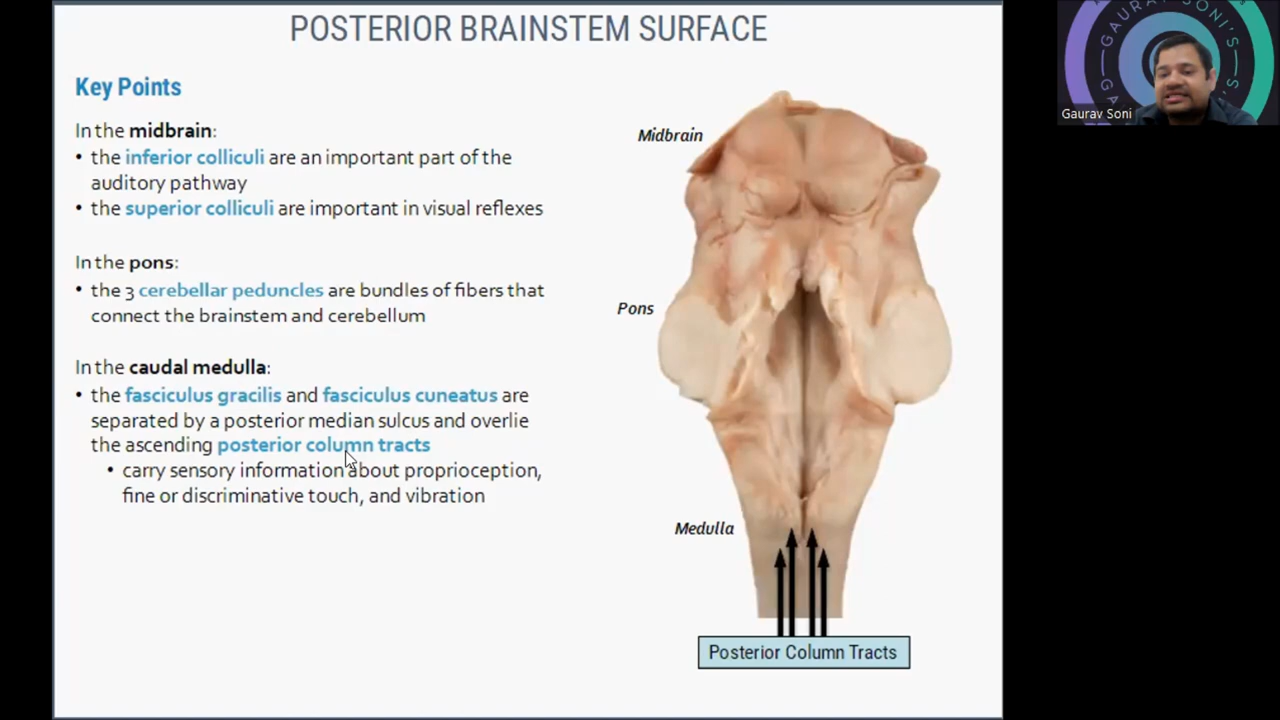 POSTERIOR BRAINSTEM SURFACE
Key Points
In the midbrain:
• the inferior colliculi are an important part of the
auditory pathway
• the superior colliculi are important in visual reflexes
In the pons:
• the 3 cerebellar peduncles are bundles of fibers that
connect the brainstem and cerebellum
In the caudal medulla:
• the fasciculus gracilis and fasciculus cuneatus are
separated by a posterior median sulcus and overlie
the ascending posterior column tracts
• carry sensory information about proprioception,
fine or discriminative touch, and vibration
Midbrain
Pons
Medulla
Posterior Column Tracts
GAURAV SONI'S
Gaurav Soni